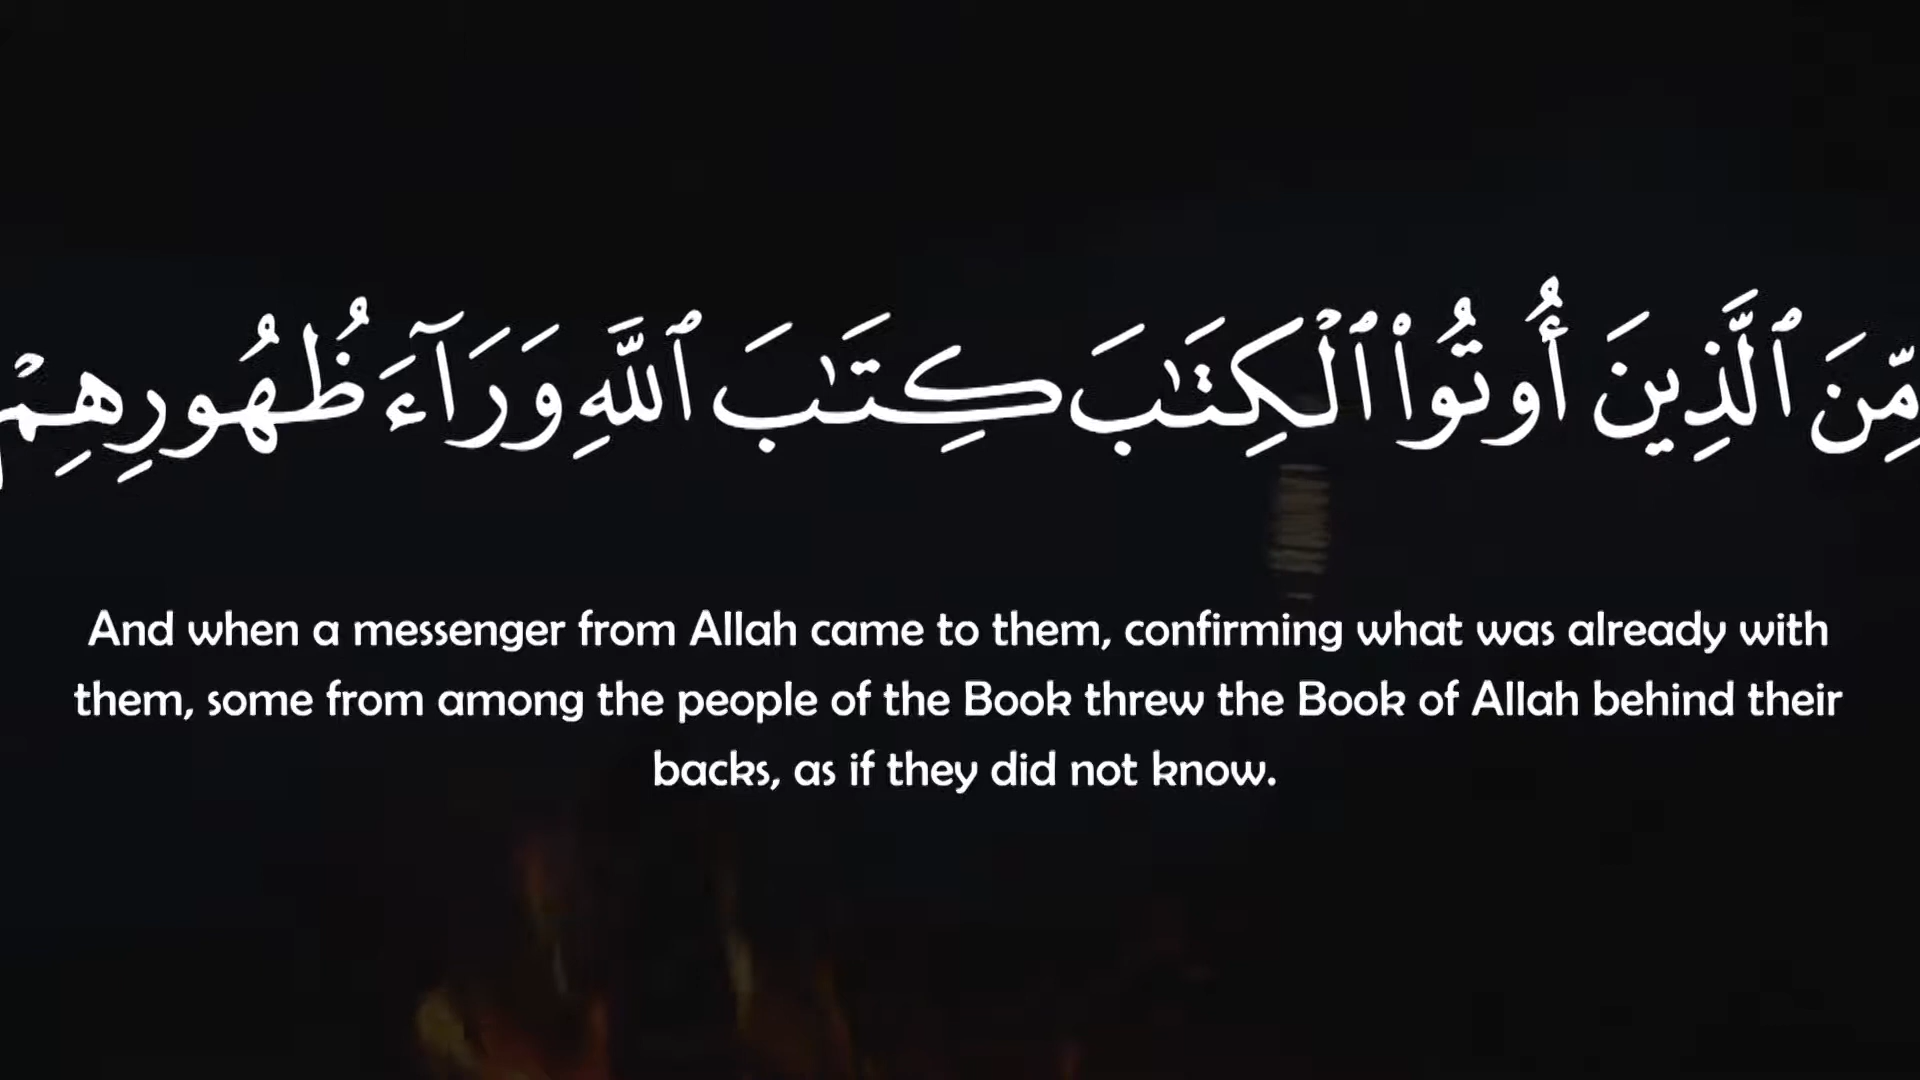 مِّنَ ٱلَّذِينَ أُوتُوا۟ ٱلْكِتَـٰبَ كِتَـٰبَ ٱللَّهِ وَرَآءَ ظُهُورِهِمْ
And when a messenger from Allah came to them, confirming what was already with
them, some from among the people of the Book threw the Book of Allah behind their
backs, as if they did not know.